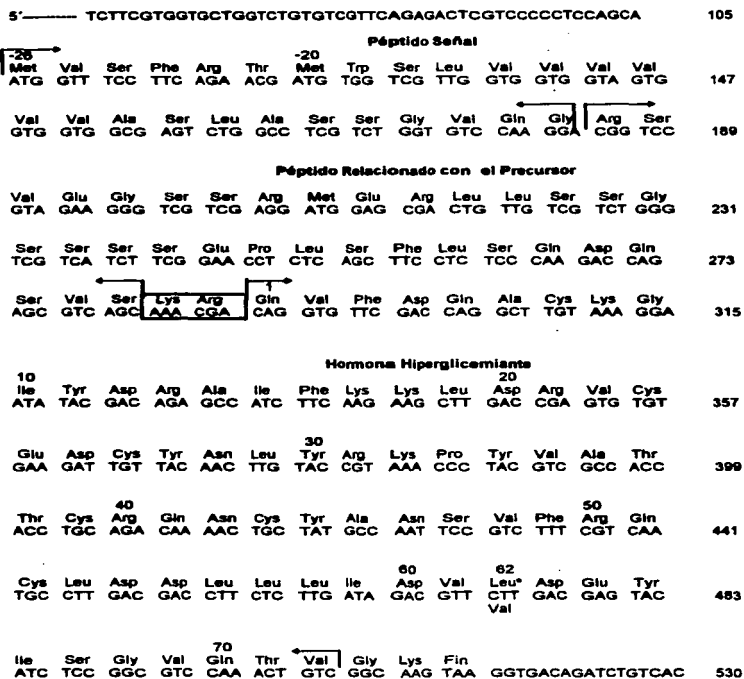 5´ TCTTCGTGGTGCTGGTCTGTGTCGTTCAGAGACTCGTCCCCCTCCAGCA 105
Péptido Señal
-26 -20
Met Val Ser Phe Arg Thr Met Trp Ser Leu Val Val Val Val
ATG GTT TCC TTC AGA ACG ATG TGG TCG TTG GTG GTG GTA GTG 147
Val Val Ala Ser Leu Ala Ser Ser Gly Val Gln Gly Arg Ser
GTG GTG GCG AGT CTG GCC TCG TCT GGT GTC CAA GGA CGG TCC 189
Péptido Relacionado con el Precursor
Val Glu Gly Ser Ser Arg Met Glu Arg Leu Leu Ser Ser Gly
GTA GAA GGG TCG TCG AGG ATG GAG CGA CTG TTG TCG TCT GGG 231
Ser Ser Ser Ser Glu Pro Leu Ser Phe Leu Ser Gln Asp Gln
TCG TCA TCT TCG GAA CCT CTC AGC TTC CTC TCC CAA GAC CAG 273
1
Ser Val Ser Lys Arg Gln Val Phe Asp Gln Ala Cys Lys Gly
AGC GTC AGC AAA CGA CAG GTG TTC GAC CAG GCT TGT AAA GGA 315
Hormona Hiperglicemiante
10 20
Ile Tyr Asp Arg Ala Ile Phe Lys Lys Leu Asp Arg Val Cys
ATA TAC GAC AGA GCC ATC TTC AAG AAG CTT GAC CGA GTG TGT 357
30
Glu Asp Cys Tyr Asn Leu Tyr Arg Lys Pro Tyr Val Ala Thr
GAA GAT TGT TAC AAC TTG TAC CGT AAA CCC TAC GTC GCC ACC 399
40 50
Thr Cys Arg Gln Asn Cys Tyr Ala Asn Ser Val Phe Arg Gln
ACC TGC AGA CAA AAC TGC TAT GCC AAT TCC GTC TTT CGT CAA 441
60 62
Cys Leu Asp Asp Leu Leu Leu Ile Asp Val Leu* Asp Glu Tyr
TGC CTT GAC GAC CTT CTC TTG ATA GAC GTT CTT GAC GAG TAC 483
Val
70
Ile Ser Gly Val Gln Thr Val Gly Lys Fin
ATC TCC GGC GTC CAA ACT GTC GGC AAG TAA GGTGACAGATCTGTCAC 530